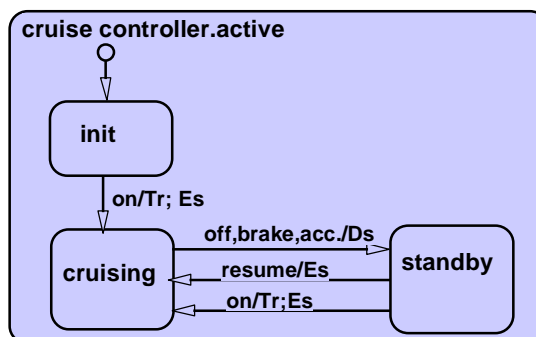 cruise controller.active
init
on/Tr; Es
off,brake,acc./Ds
cruising
standby
resume/Es
on/Tr;Es